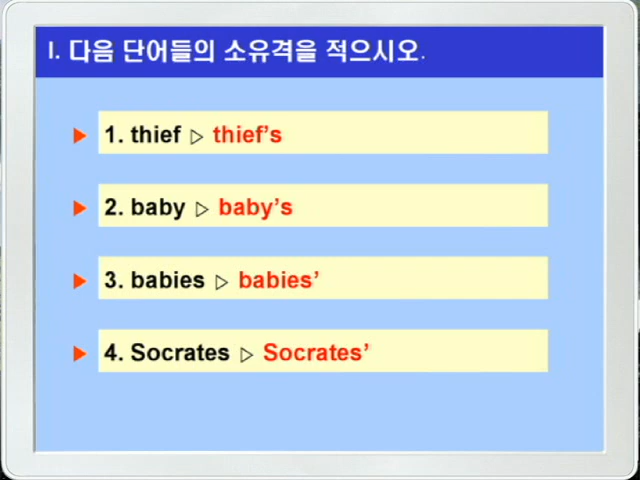 I. 다음 단어들의 소유격을 적으시오.
1. thief ▷ thief’s
2. baby ▷ baby’s
3. babies ▷ babies’
4. Socrates ▷ Socrates’